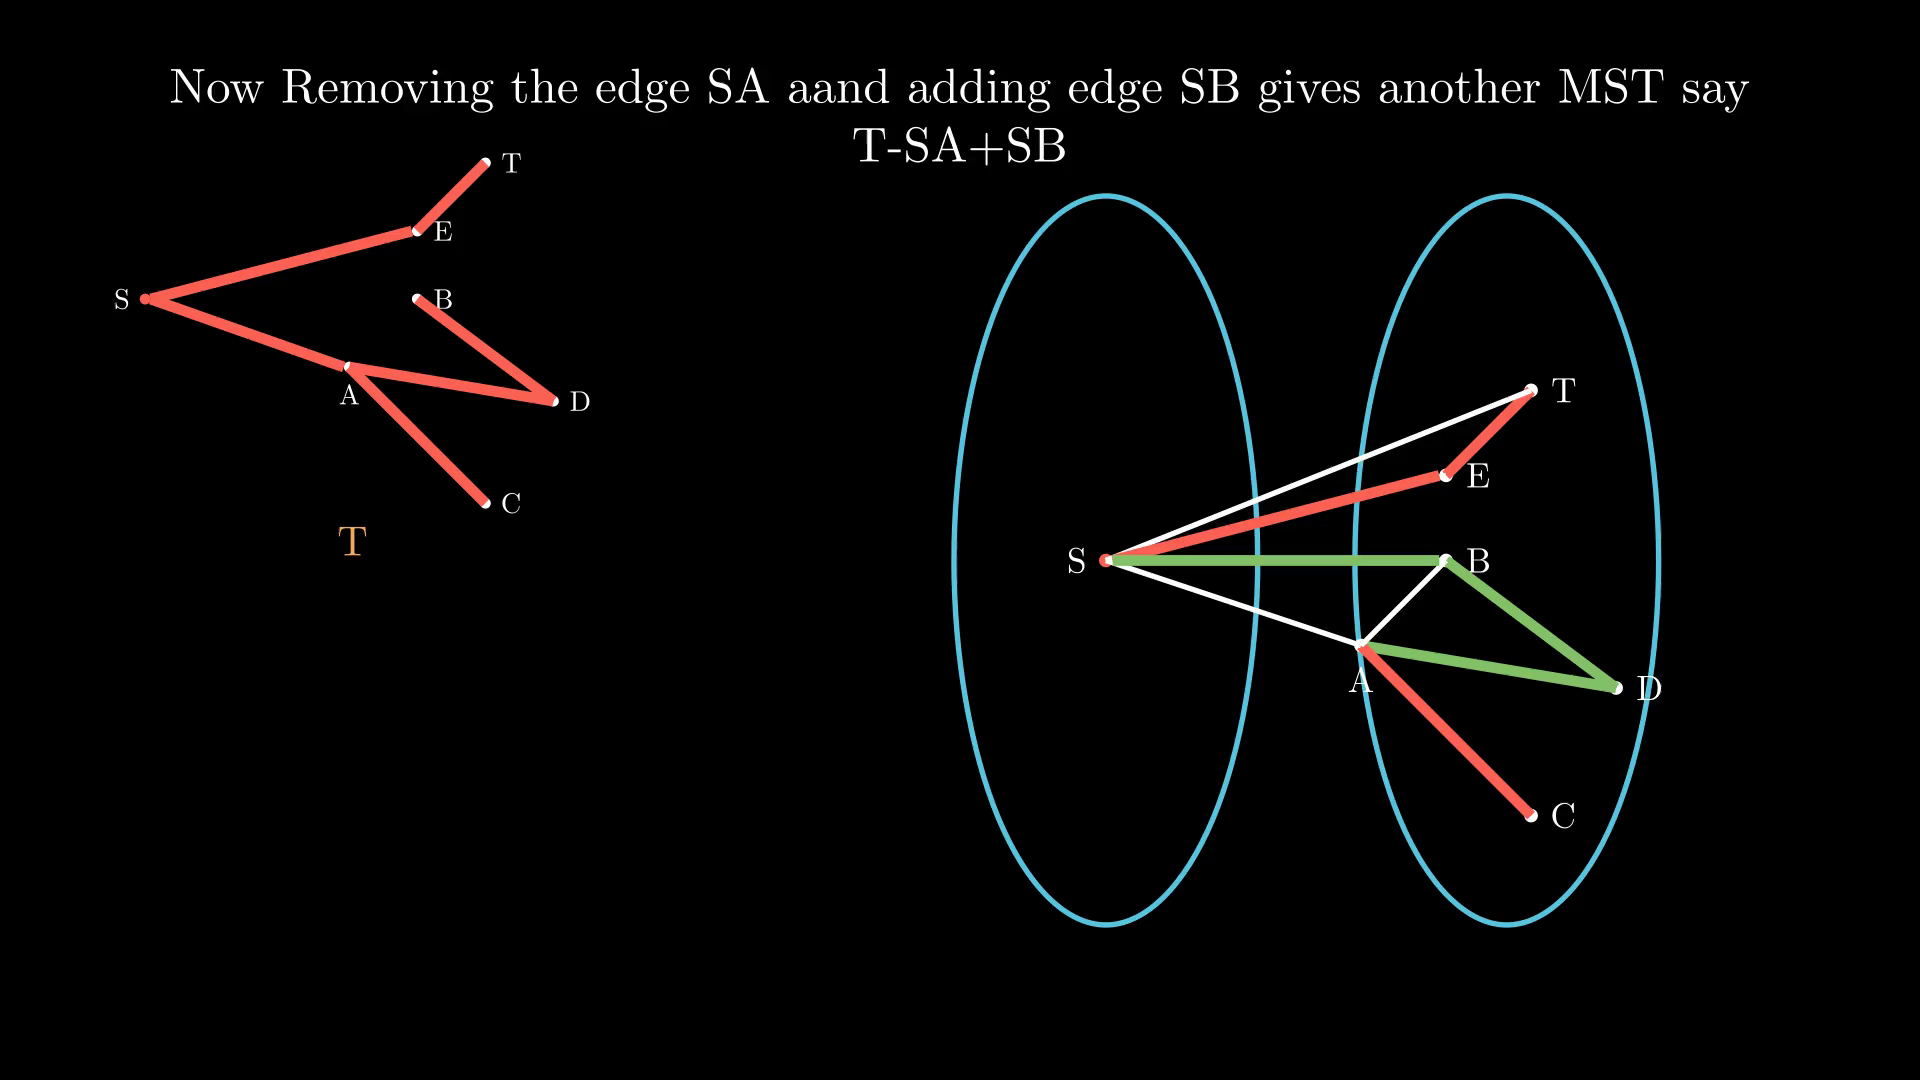 Now Removing the edge SA aand adding edge SB gives another MST say
T-SA+SB
T
E
S
B
A
D
C
T
T
E
S
B
A
D
C